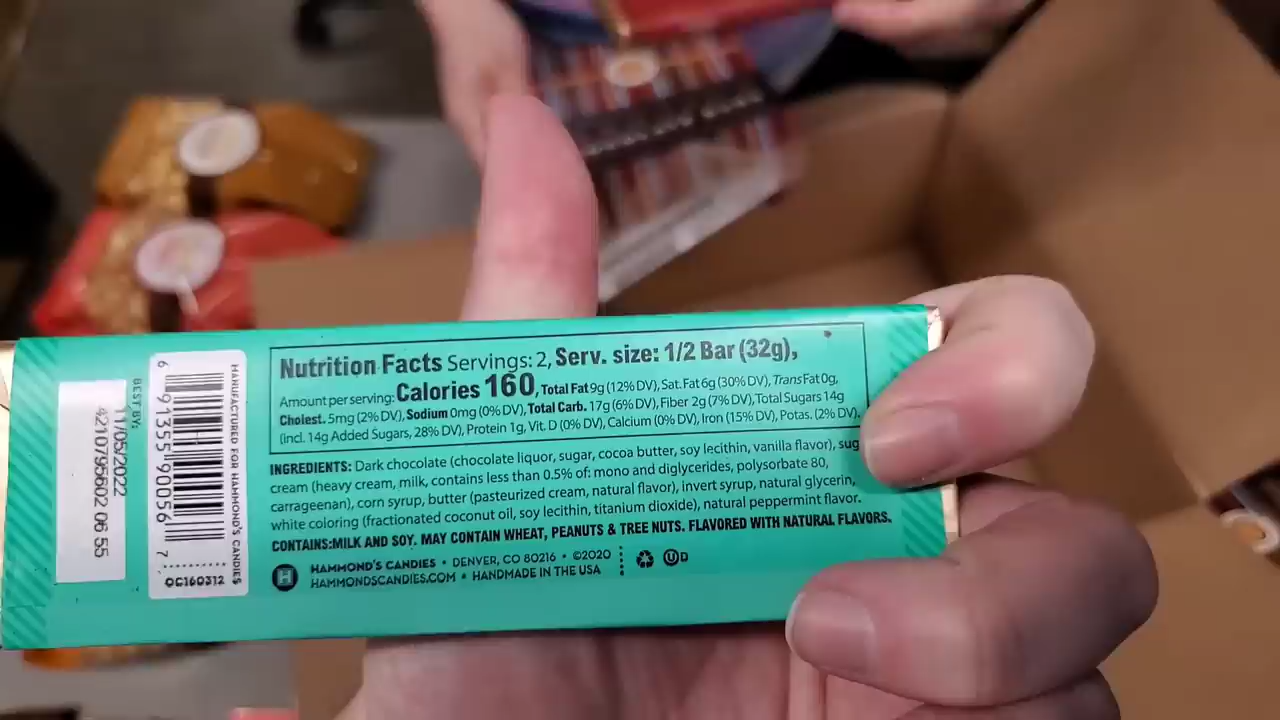 Nutrition Facts Servings: 2, Serv. size: 1/2 Bar (32g),
Amount per serving: Calories 160, Total Fat 9g (12% DV), Sat. Fat 6g (30% DV), Trans Fat 0g,
Cholest. 5mg (2% DV), Sodium 0mg (0% DV), Total Carb. 17g (6% DV), Fiber 2g (7% DV), Total Sugars 14g
(incl. 14g Added Sugars, 28% DV), Protein 1g, Vit. D (0% DV), Calcium (0% DV), Iron (15% DV), Potas. (2% DV).
INGREDIENTS: Dark chocolate (chocolate liquor, sugar, cocoa butter, soy lecithin, vanilla flavor), sug
cream (heavy cream, milk, contains less than 0.5% of: mono and diglycerides, polysorbate 80,
carrageenan), corn syrup, butter (pasteurized cream, natural flavor), invert syrup, natural glycerin,
white coloring (fractionated coconut oil, soy lecithin, titanium dioxide), natural peppermint flavor.
CONTAINS:MILK AND SOY. MAY CONTAIN WHEAT, PEANUTS & TREE NUTS. FLAVORED WITH NATURAL FLAVORS.
H HAMMOND'S CANDIES • DENVER, CO 80216 • ©2020
HAMMONDSCANDIES.COM • HANDMADE IN THE USA
UD
MANUFACTURED FOR HAMMOND'S CANDIES
6 91355 90056 7
OC160312
BEST BY:
11/05/2022
4210795602 06 55